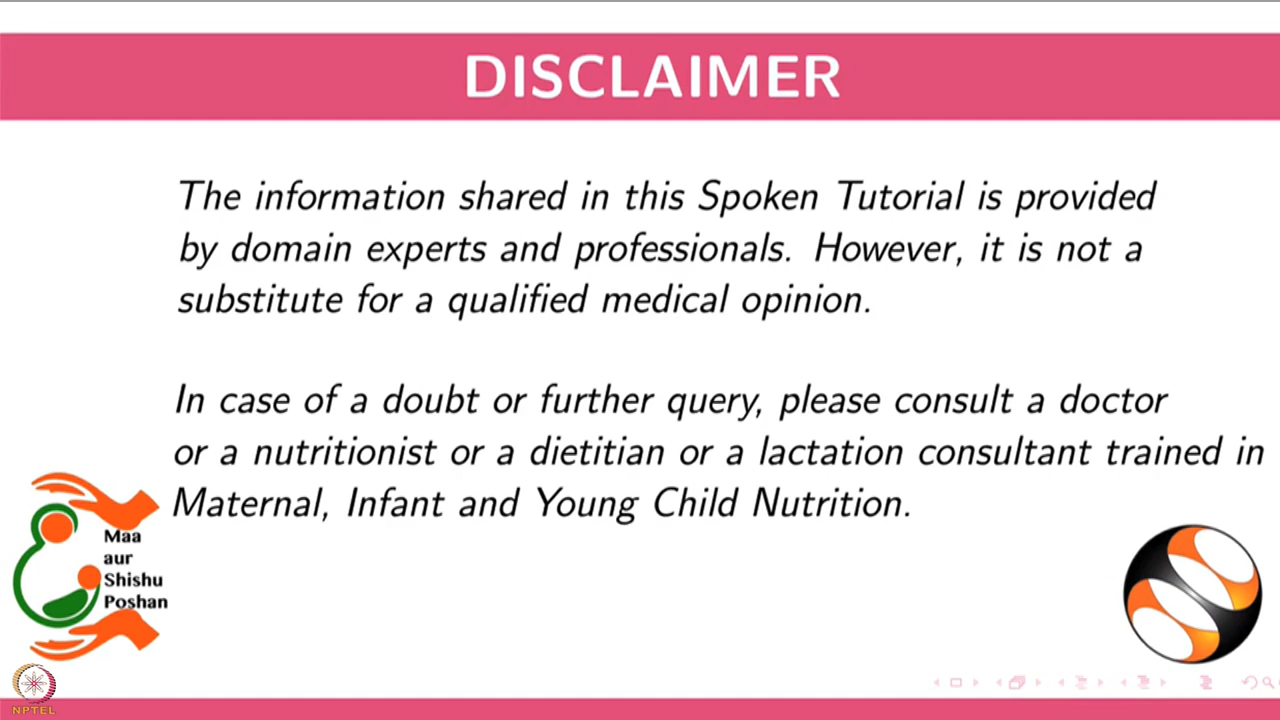 DISCLAIMER
The information shared in this Spoken Tutorial is provided
by domain experts and professionals. However, it is not a
substitute for a qualified medical opinion.
In case of a doubt or further query, please consult a doctor
or a nutritionist or a dietitian or a lactation consultant trained in
Maternal, Infant and Young Child Nutrition.
Maa
aur
Shishu
Poshan
NPTEL